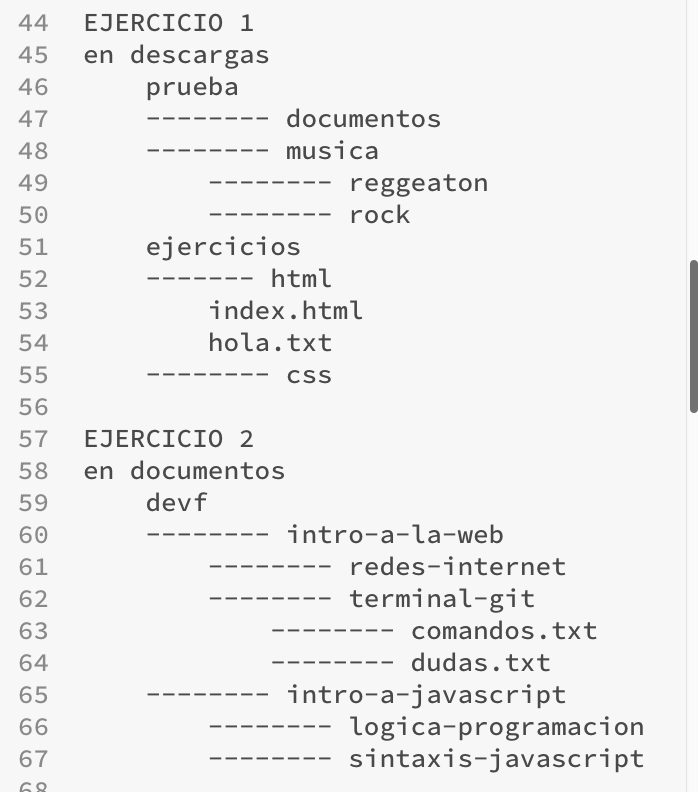 44 EJERCICIO 1
45 en descargas
46 prueba
47 -------- documentos
48 -------- musica
49 -------- reggeaton
50 -------- rock
51 ejercicios
52 ------- html
53 index.html
54 hola.txt
55 -------- css
56
57 EJERCICIO 2
58 en documentos
59 devf
60 -------- intro-a-la-web
61 -------- redes-internet
62 -------- terminal-git
63 -------- comandos.txt
64 -------- dudas.txt
65 -------- intro-a-javascript
66 -------- logica-programacion
67 -------- sintaxis-javascript
68